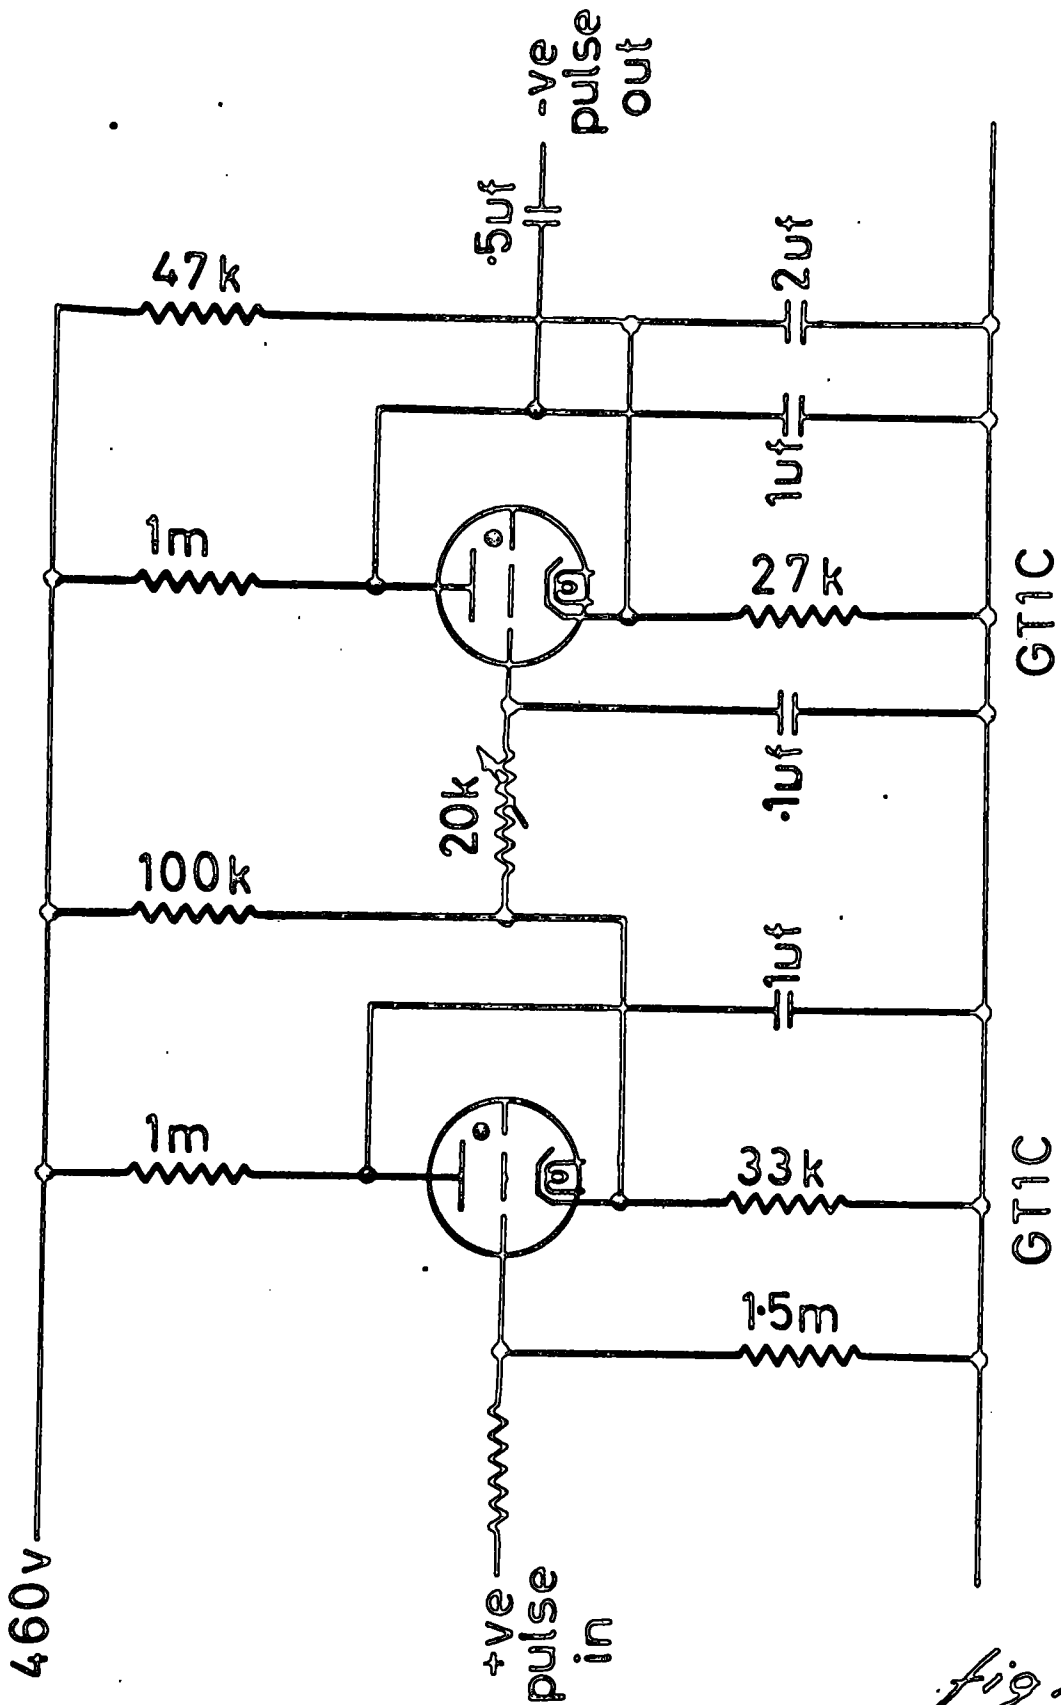 460v
+ve
pulse
in
1m
100k
1m
47k
20k
.5uf
-ve
pulse
out
1.5m
33k
1uf
.1uf
27k
1uf
2uf
GT1C
GT1C
fig.